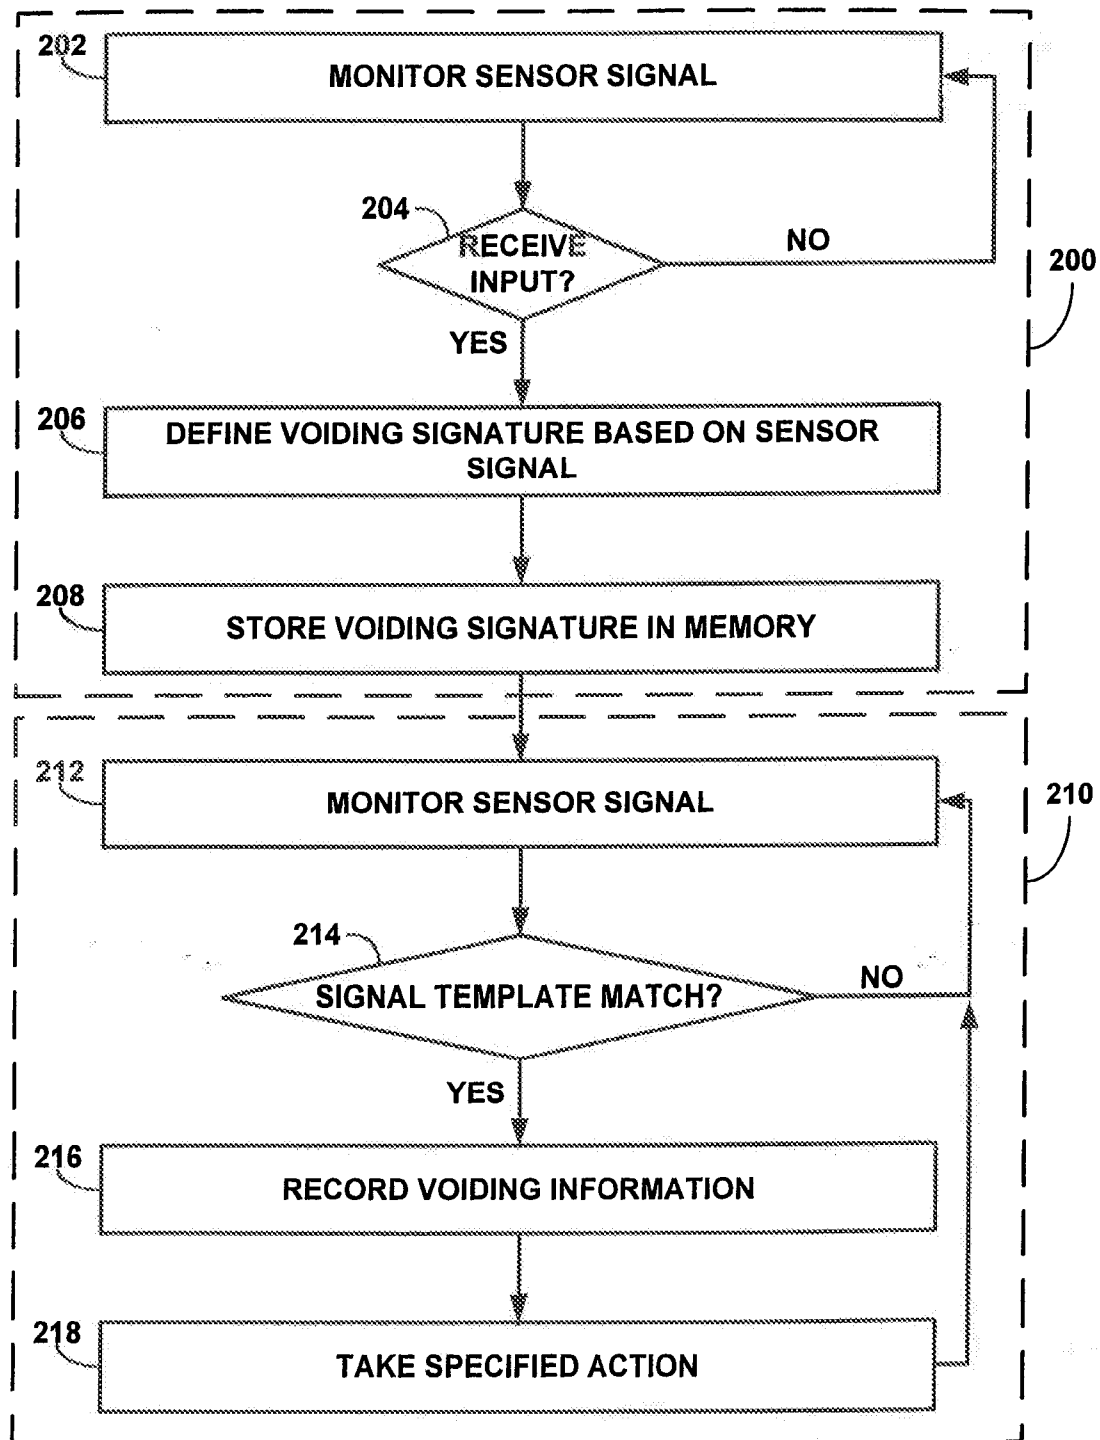 202
MONITOR SENSOR SIGNAL
204
RECEIVE
INPUT?
NO
200
YES
206
DEFINE VOIDING SIGNATURE BASED ON SENSOR
SIGNAL
208
STORE VOIDING SIGNATURE IN MEMORY
212
MONITOR SENSOR SIGNAL
210
214
SIGNAL TEMPLATE MATCH?
NO
YES
216
RECORD VOIDING INFORMATION
218
TAKE SPECIFIED ACTION